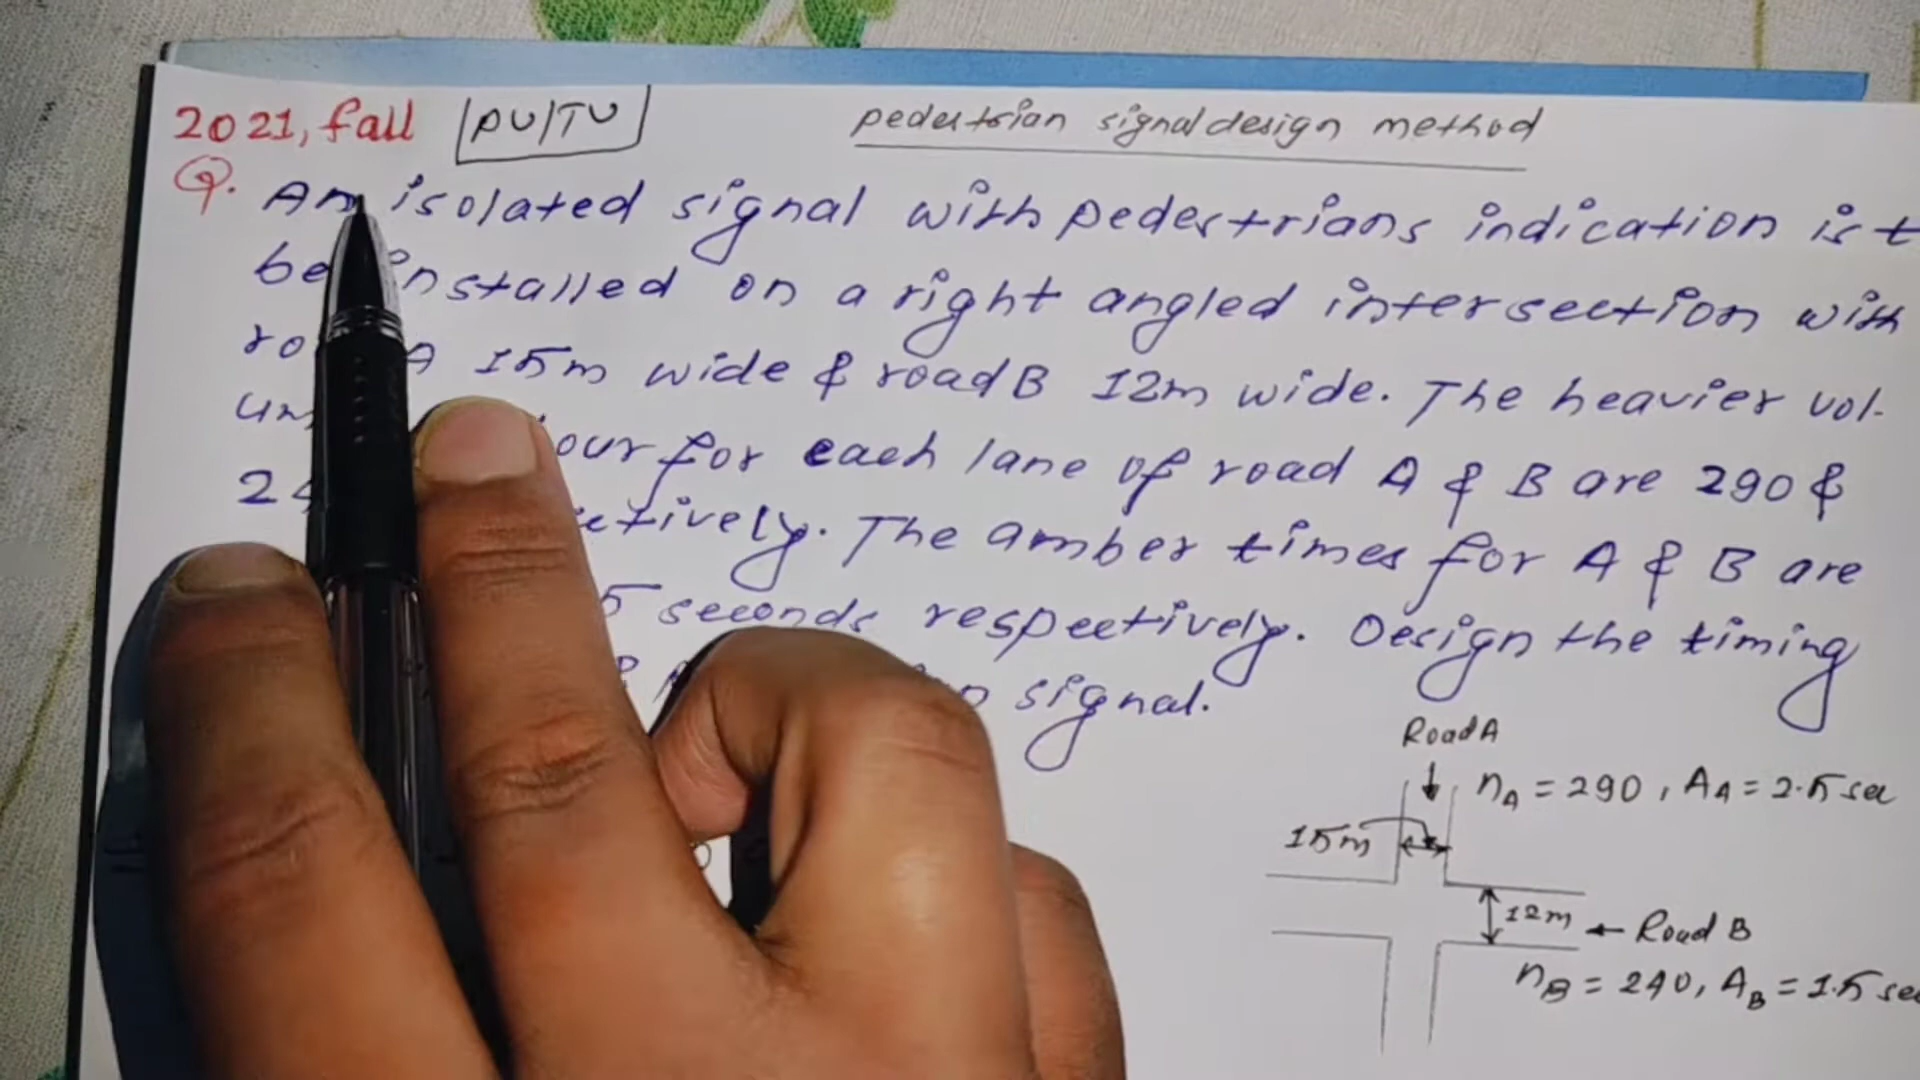 2021, fall PU/TU pedestrian signal design method
Q. An isolated signal with pedestrians indication is t
be installed on a right angled intersection with
A 15m wide & road B 12m wide. The heavier vol-
for each lane of road A & B are 290 &
The amber times for A & B are
5 seconds respectively. Design the timing
signal.
Road A
nA = 290, AA = 2.5 sec
15m
12m ← Road B
nB = 240, AB = 1.5 sec